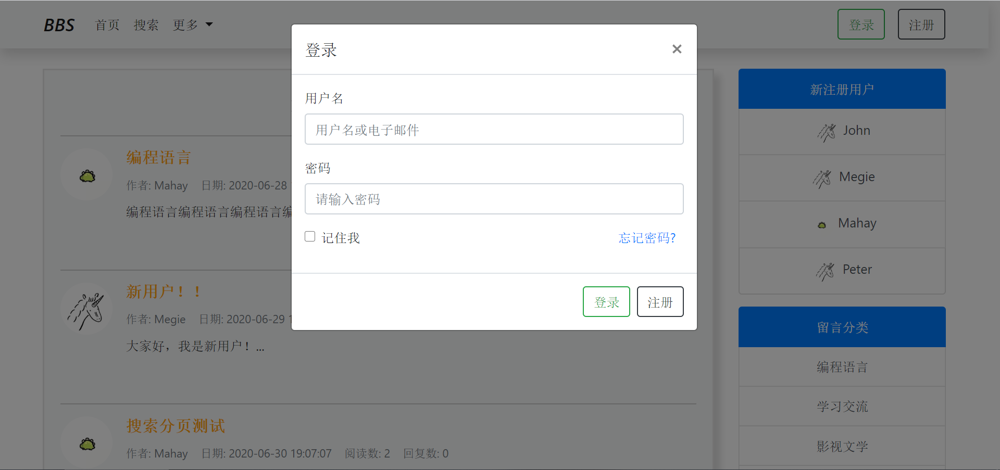 BBS 首页 搜索 更多 登录 注册
登录 ×
用户名
用户名或电子邮件
密码
请输入密码
记住我 忘记密码?
登录 注册
编程语言
作者: Mahay 日期: 2020-06-28
编程语言编程语言编程语言编
新用户！！
作者: Megie 日期: 2020-06-29 1
大家好，我是新用户！...
搜索分页测试
作者: Mahay 日期: 2020-06-30 19:07:07 阅读数: 2 回复数: 0
新注册用户
John
Megie
Mahay
Peter
留言分类
编程语言
学习交流
影视文学